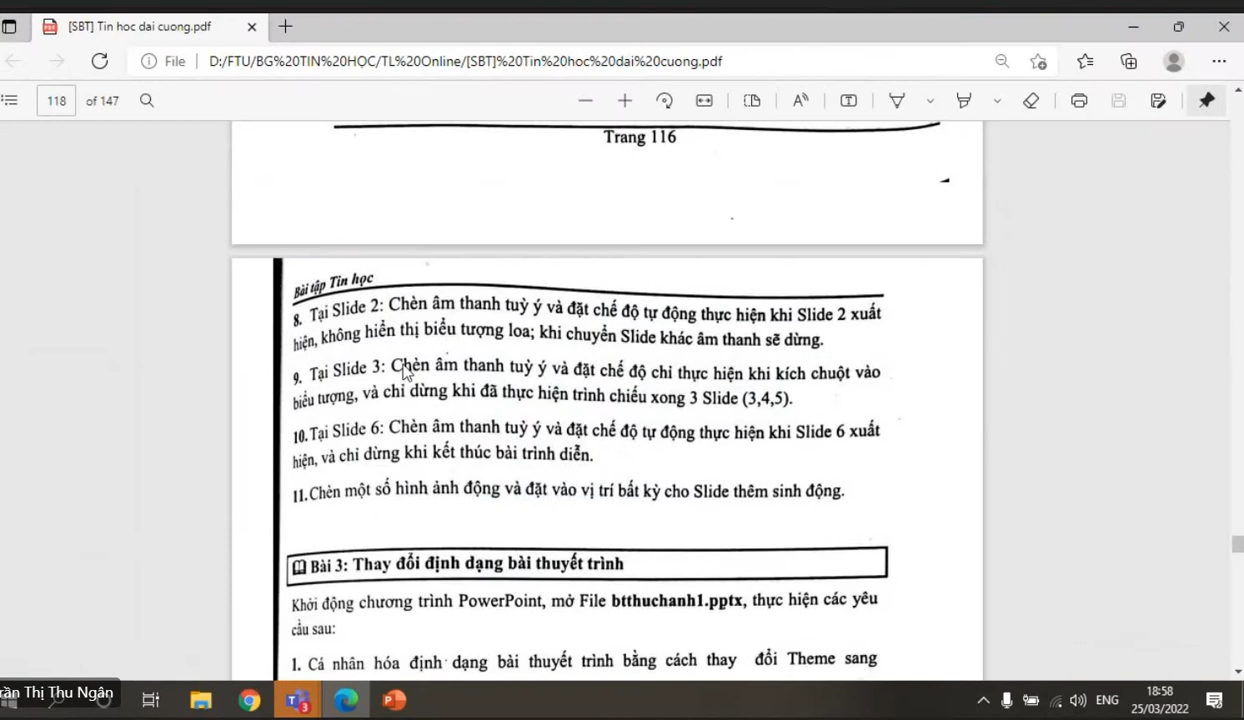 [SBT] Tin hoc dai cuong.pdf
File D:/FTU/BG%20TIN%20HỌC/TL%20Online/[SBT]%20Tin%20hoc%20dai%20cuong.pdf
118 of 147
Trang 116
Bài tập Tin học
8. Tại Slide 2: Chèn âm thanh tuỳ ý và đặt chế độ tự động thực hiện khi Slide 2 xuất
hiện, không hiển thị biểu tượng loa; khi chuyển Slide khác âm thanh sẽ dừng.
9. Tại Slide 3: Chèn âm thanh tuỳ ý và đặt chế độ chỉ thực hiện khi kích chuột vào
biểu tượng, và chỉ dừng khi đã thực hiện trình chiếu xong 3 Slide (3,4,5).
10. Tại Slide 6: Chèn âm thanh tuỳ ý và đặt chế độ tự động thực hiện khi Slide 6 xuất
hiện, và chỉ dừng khi kết thúc bài trình diễn.
11. Chèn một số hình ảnh động và đặt vào vị trí bất kỳ cho Slide thêm sinh động.
Bài 3: Thay đổi định dạng bài thuyết trình
Khởi động chương trình PowerPoint, mở File btthuchanh1.pptx, thực hiện các yêu
cầu sau:
1. Cá nhân hóa định dạng bài thuyết trình bằng cách thay đổi Theme sang
rần Thị Thu Ngân
3
ENG
18:58
25/03/2022